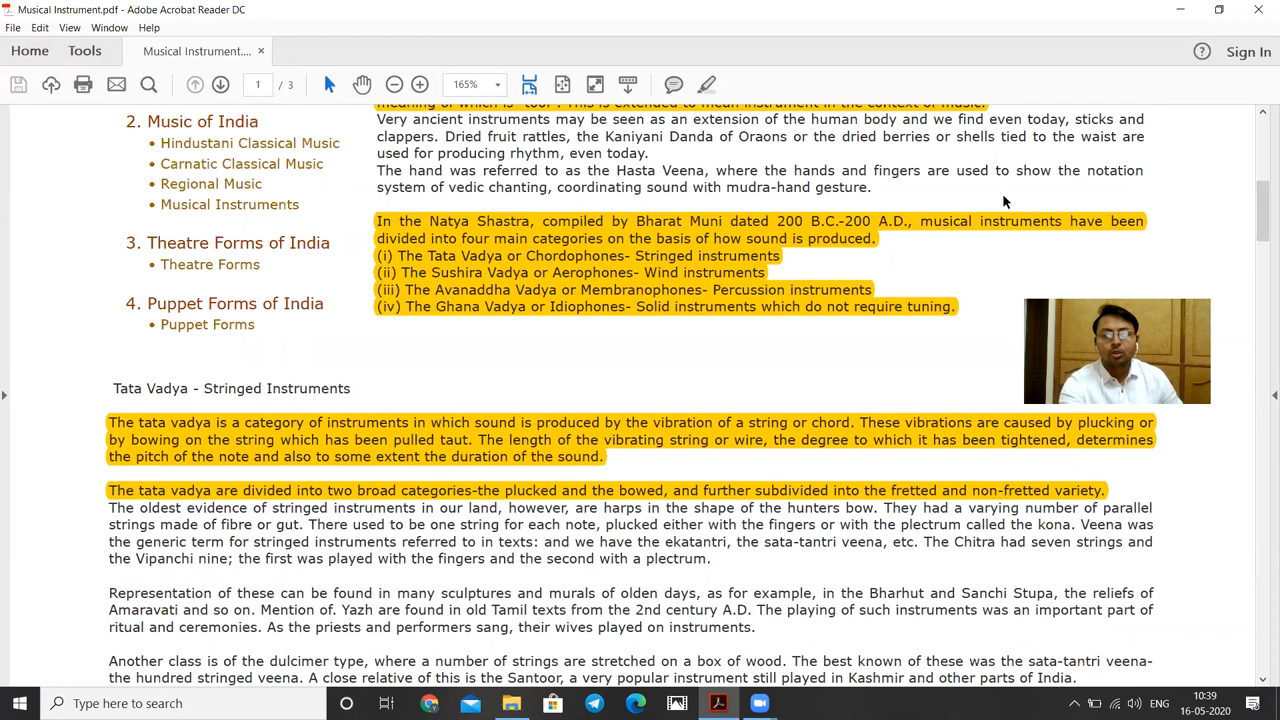 Musical Instrument.pdf - Adobe Acrobat Reader DC
File Edit View Window Help
Home Tools Musical Instrument.... × Sign In
1 / 3 165%
2. Music of India
• Hindustani Classical Music
• Carnatic Classical Music
• Regional Music
• Musical Instruments
3. Theatre Forms of India
• Theatre Forms
4. Puppet Forms of India
• Puppet Forms
meaning of which is 'tool'. This is extended to mean instrument in the context of music.
Very ancient instruments may be seen as an extension of the human body and we find even today, sticks and
clappers. Dried fruit rattles, the Kaniyani Danda of Oraons or the dried berries or shells tied to the waist are
used for producing rhythm, even today.
The hand was referred to as the Hasta Veena, where the hands and fingers are used to show the notation
system of vedic chanting, coordinating sound with mudra-hand gesture.
In the Natya Shastra, compiled by Bharat Muni dated 200 B.C.-200 A.D., musical instruments have been
divided into four main categories on the basis of how sound is produced.
(i) The Tata Vadya or Chordophones- Stringed instruments
(ii) The Sushira Vadya or Aerophones- Wind instruments
(iii) The Avanaddha Vadya or Membranophones- Percussion instruments
(iv) The Ghana Vadya or Idiophones- Solid instruments which do not require tuning.
Tata Vadya - Stringed Instruments
The tata vadya is a category of instruments in which sound is produced by the vibration of a string or chord. These vibrations are caused by plucking or
by bowing on the string which has been pulled taut. The length of the vibrating string or wire, the degree to which it has been tightened, determines
the pitch of the note and also to some extent the duration of the sound.
The tata vadya are divided into two broad categories-the plucked and the bowed, and further subdivided into the fretted and non-fretted variety.
The oldest evidence of stringed instruments in our land, however, are harps in the shape of the hunters bow. They had a varying number of parallel
strings made of fibre or gut. There used to be one string for each note, plucked either with the fingers or with the plectrum called the kona. Veena was
the generic term for stringed instruments referred to in texts: and we have the ekatantri, the sata-tantri veena, etc. The Chitra had seven strings and
the Vipanchi nine; the first was played with the fingers and the second with a plectrum.
Representation of these can be found in many sculptures and murals of olden days, as for example, in the Bharhut and Sanchi Stupa, the reliefs of
Amaravati and so on. Mention of. Yazh are found in old Tamil texts from the 2nd century A.D. The playing of such instruments was an important part of
ritual and ceremonies. As the priests and performers sang, their wives played on instruments.
Another class is of the dulcimer type, where a number of strings are stretched on a box of wood. The best known of these was the sata-tantri veena-
the hundred stringed veena. A close relative of this is the Santoor, a very popular instrument still played in Kashmir and other parts of India.
Type here to search
ENG
10:39
16-05-2020